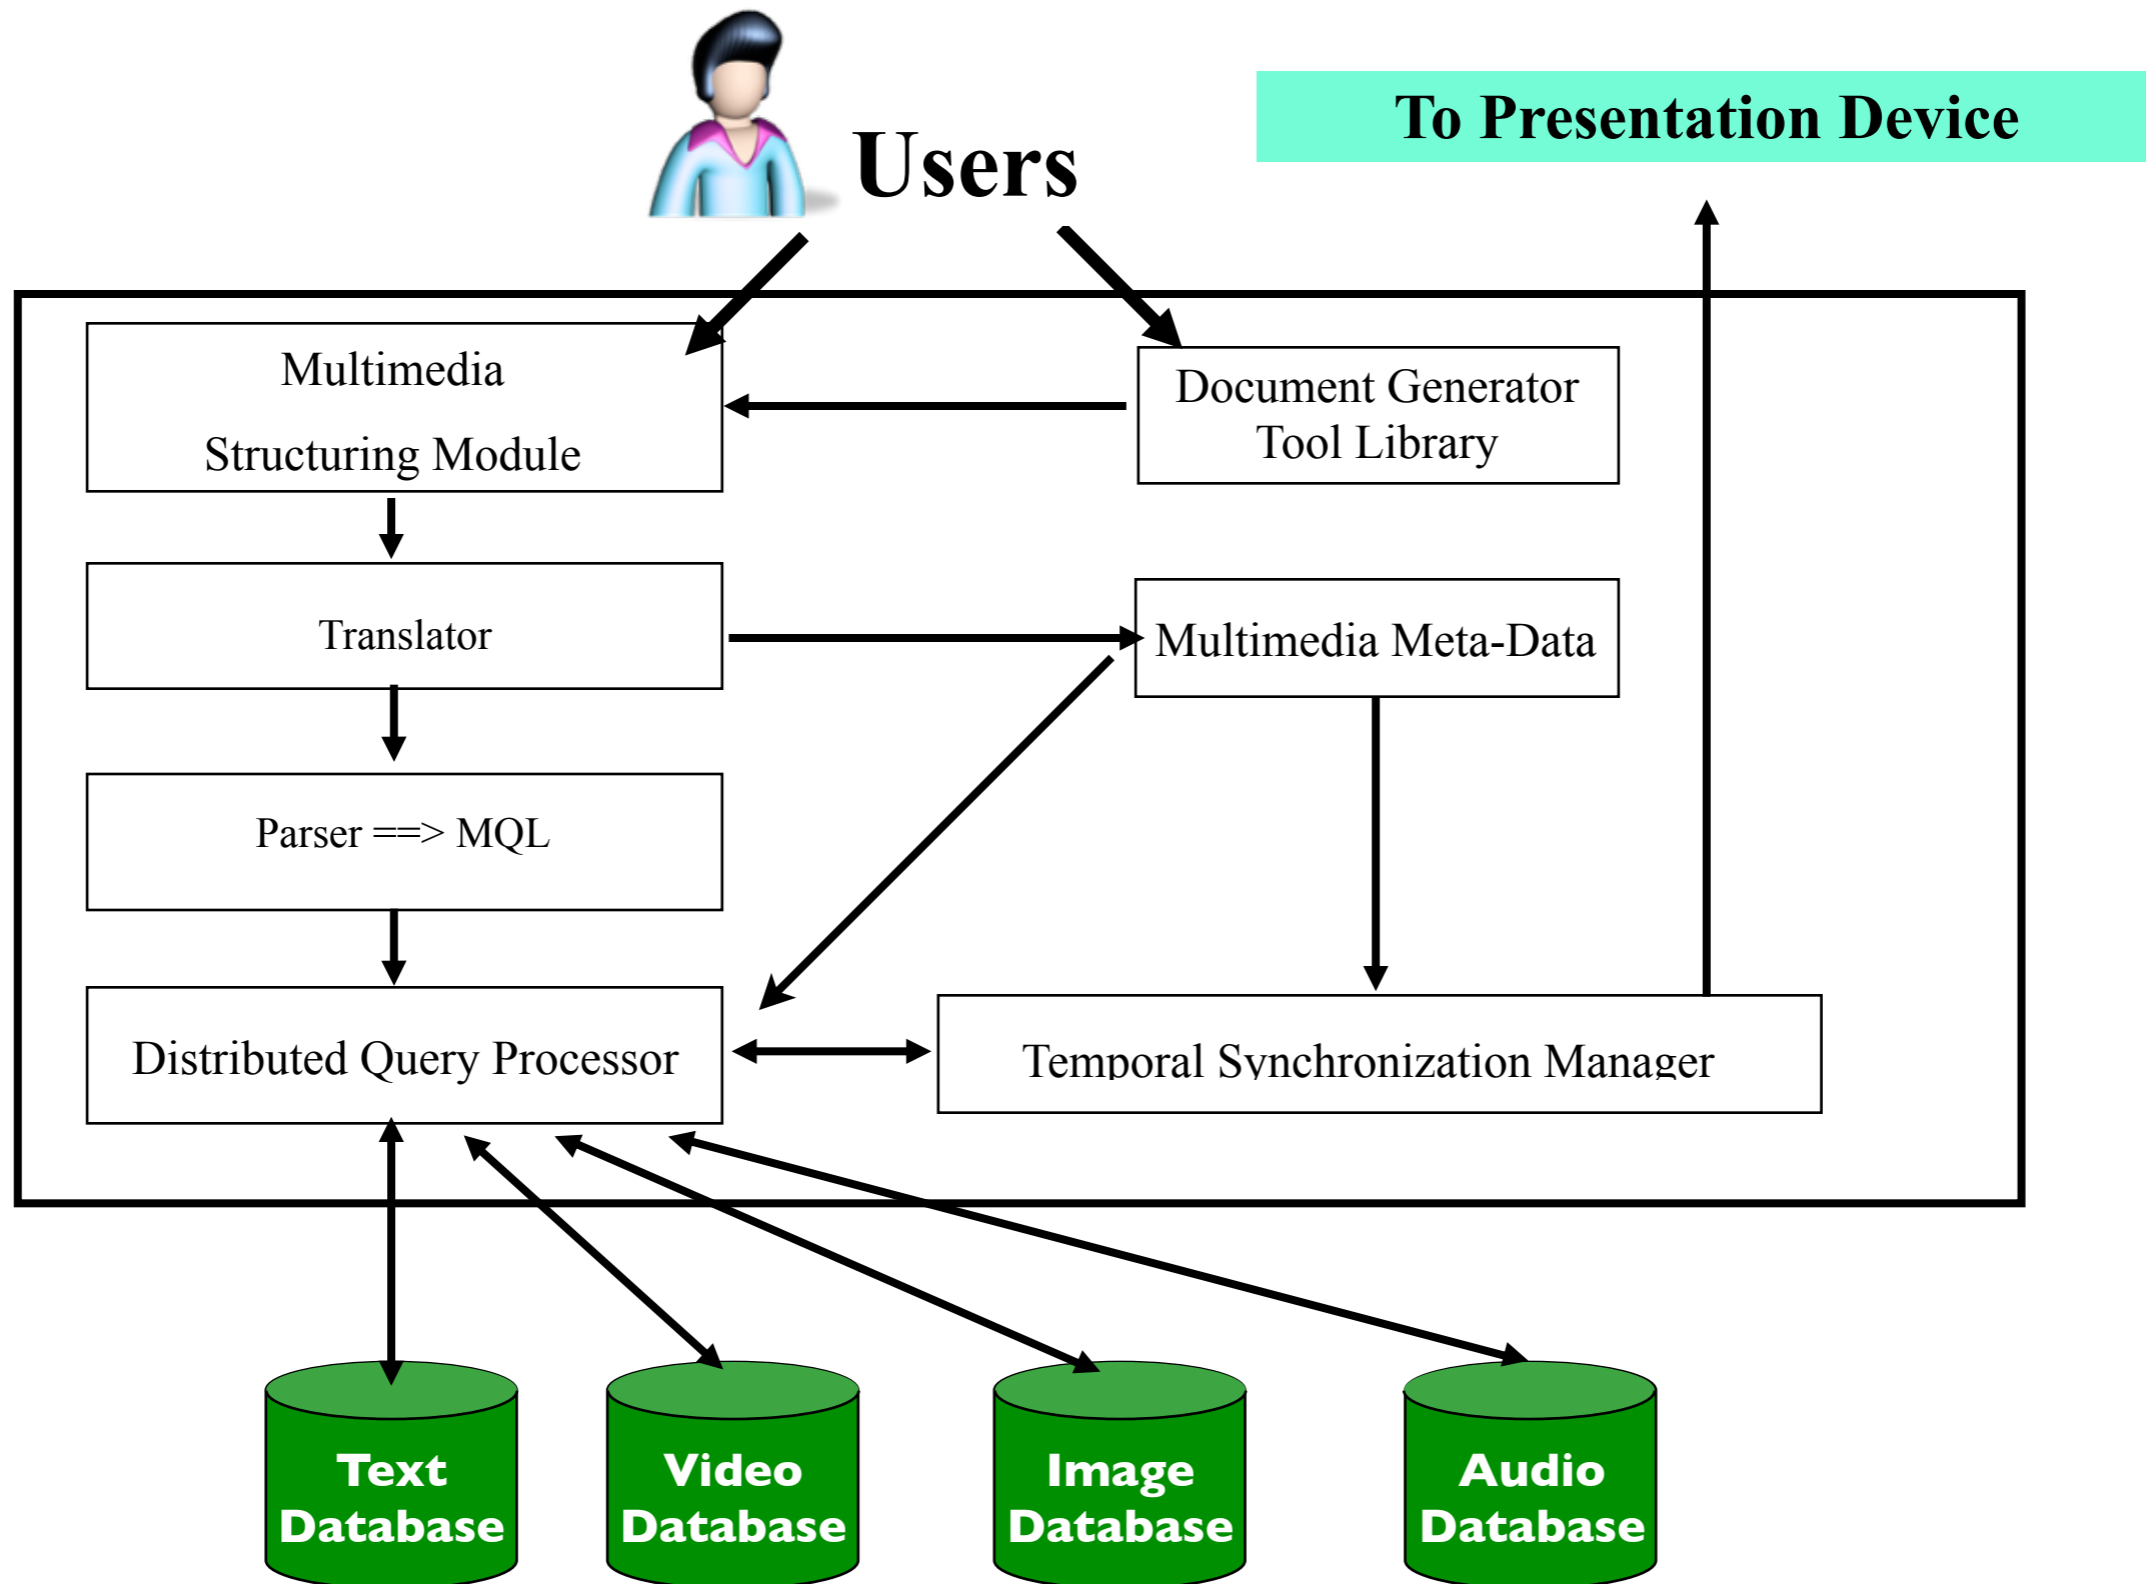 Users
To Presentation Device
Multimedia
Structuring Module
Document Generator
Tool Library
Translator
Multimedia Meta-Data
Parser ==> MQL
Distributed Query Processor
Temporal Synchronization Manager
Text
Database
Video
Database
Image
Database
Audio
Database